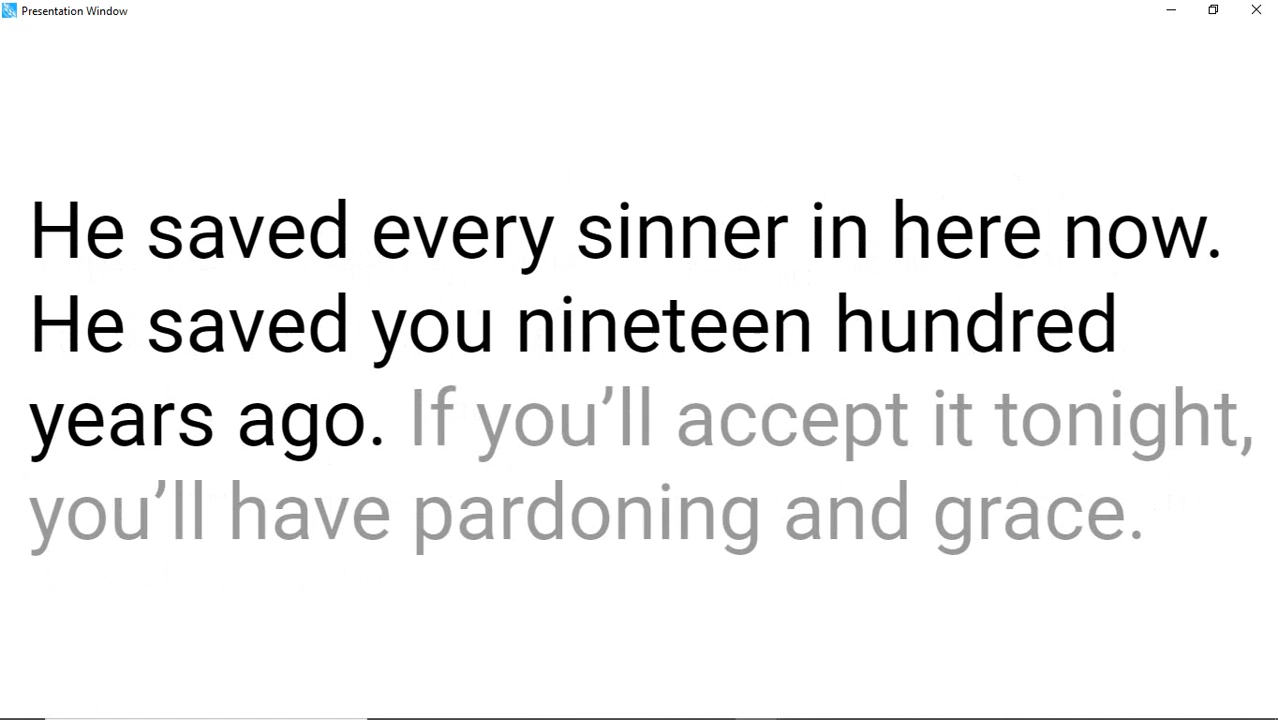 Presentation Window
He saved every sinner in here now.
He saved you nineteen hundred
years ago. If you’ll accept it tonight,
you’ll have pardoning and grace.